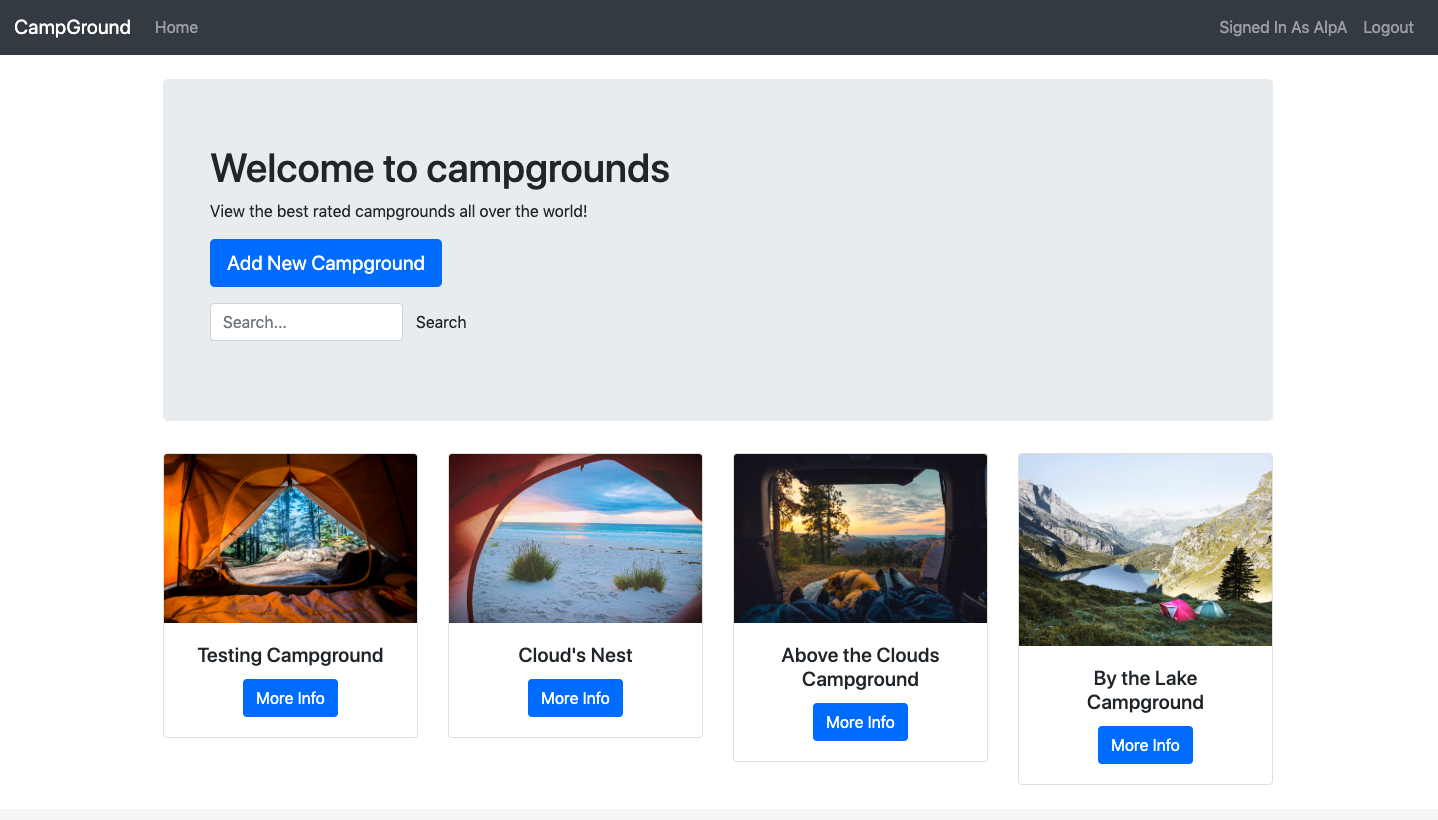 CampGround Home Signed In As AlpA Logout
Welcome to campgrounds
View the best rated campgrounds all over the world!
Add New Campground
Search... Search
Testing Campground
More Info
Cloud's Nest
More Info
Above the Clouds
Campground
More Info
By the Lake
Campground
More Info